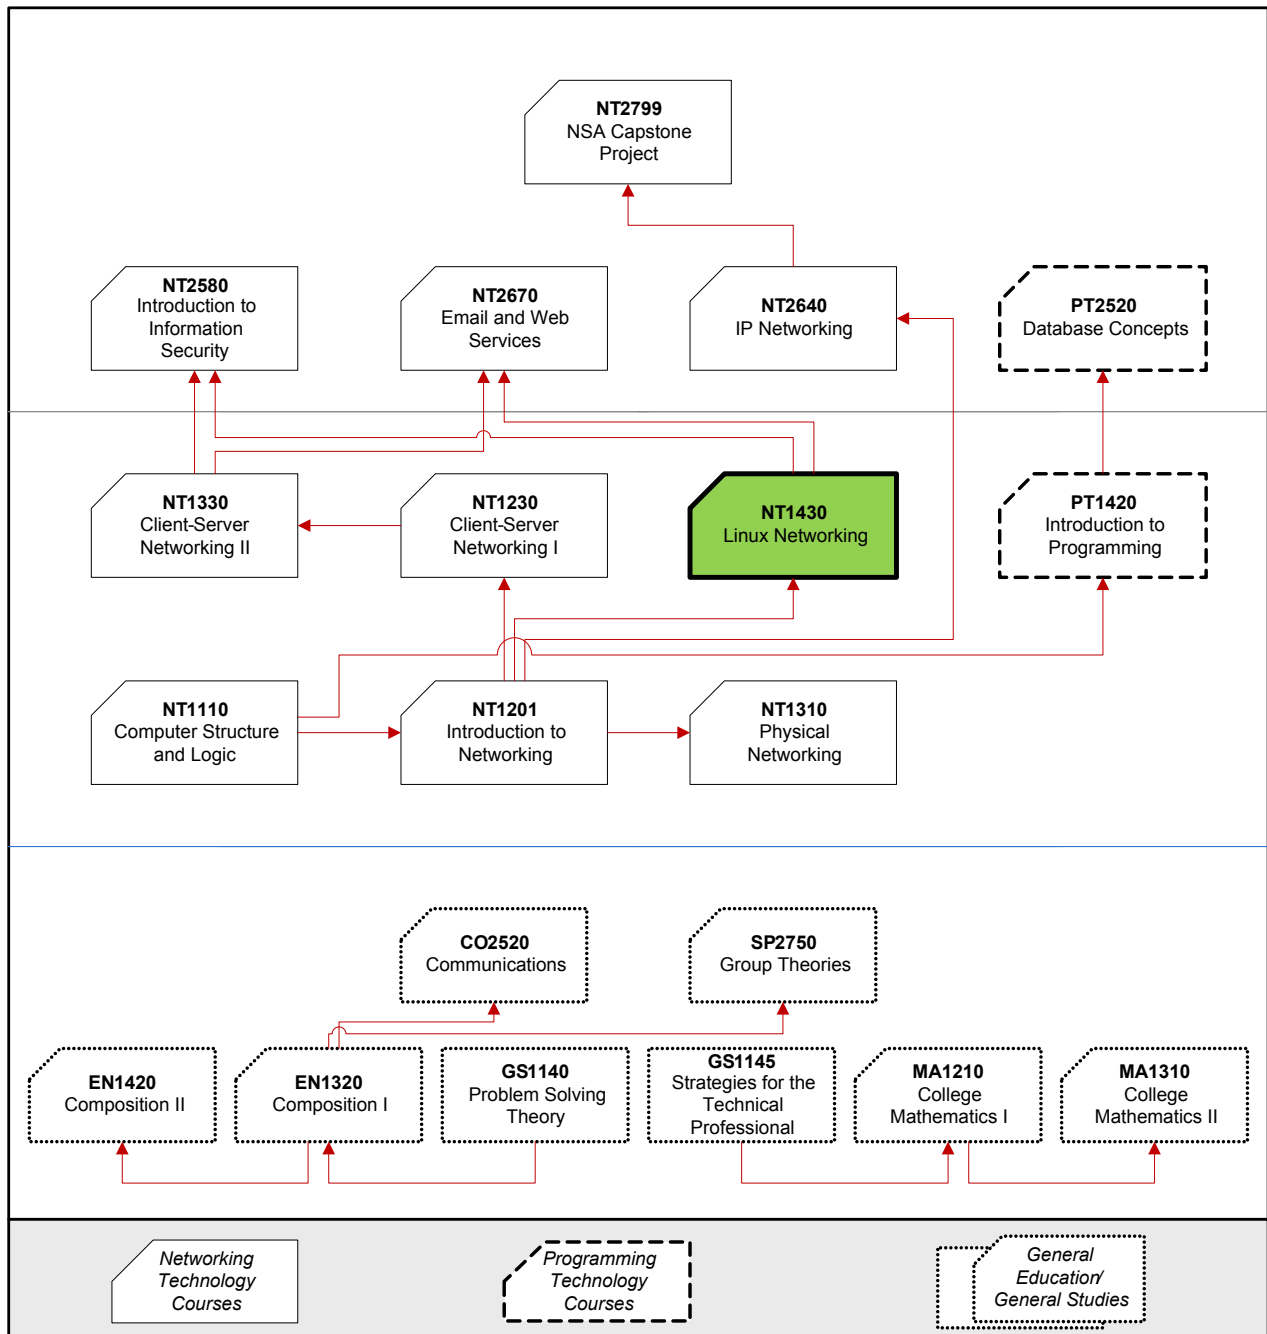 NT2799
NSA Capstone
Project
NT2580
Introduction to
Information
Security
NT2670
Email and Web
Services
NT2640
IP Networking
PT2520
Database Concepts
NT1330
Client-Server
Networking II
NT1230
Client-Server
Networking I
NT1430
Linux Networking
PT1420
Introduction to
Programming
NT1110
Computer Structure
and Logic
NT1201
Introduction to
Networking
NT1310
Physical
Networking
CO2520
Communications
SP2750
Group Theories
EN1420
Composition II
EN1320
Composition I
GS1140
Problem Solving
Theory
GS1145
Strategies for the
Technical
Professional
MA1210
College
Mathematics I
MA1310
College
Mathematics II
Networking
Technology
Courses
Programming
Technology
Courses
General
Education/
General Studies